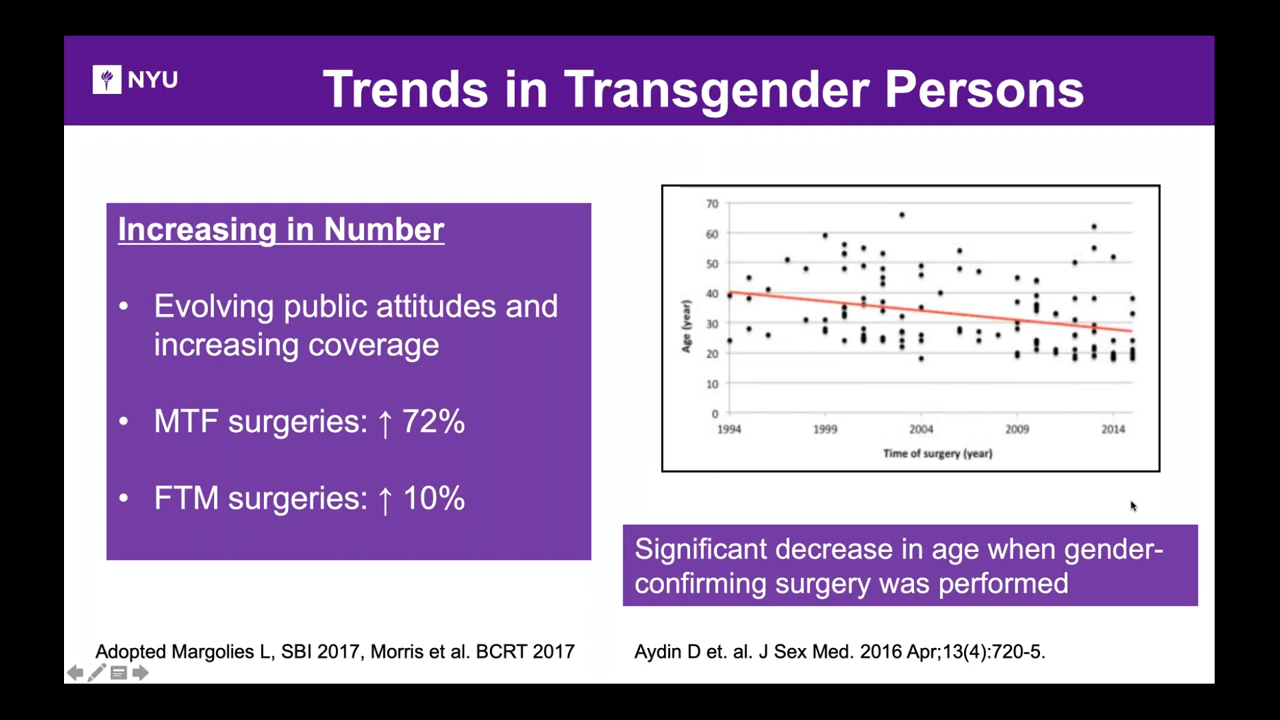 NYU
Trends in Transgender Persons
Increasing in Number
• Evolving public attitudes and
increasing coverage
• MTF surgeries: ↑ 72%
• FTM surgeries: ↑ 10%
70
60
50
40
30
20
10
0
Age (year)
1994 1999 2004 2009 2014
Time of surgery (year)
Significant decrease in age when gender-
confirming surgery was performed
Adopted Margolies L, SBI 2017, Morris et al. BCRT 2017
Aydin D et. al. J Sex Med. 2016 Apr;13(4):720-5.